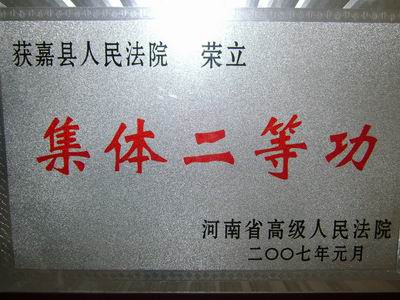 获嘉县人民法院 荣立
集体二等功
河南省高级人民法院
二〇〇七年元月